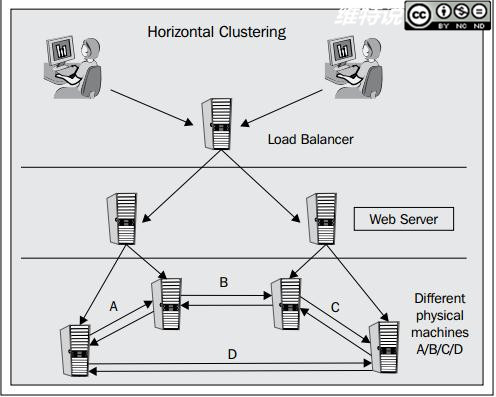 维特说
cc
BY NC ND
Horizontal Clustering
Load Balancer
Web Server
A
B
C
D
Different
physical
machines
A/B/C/D